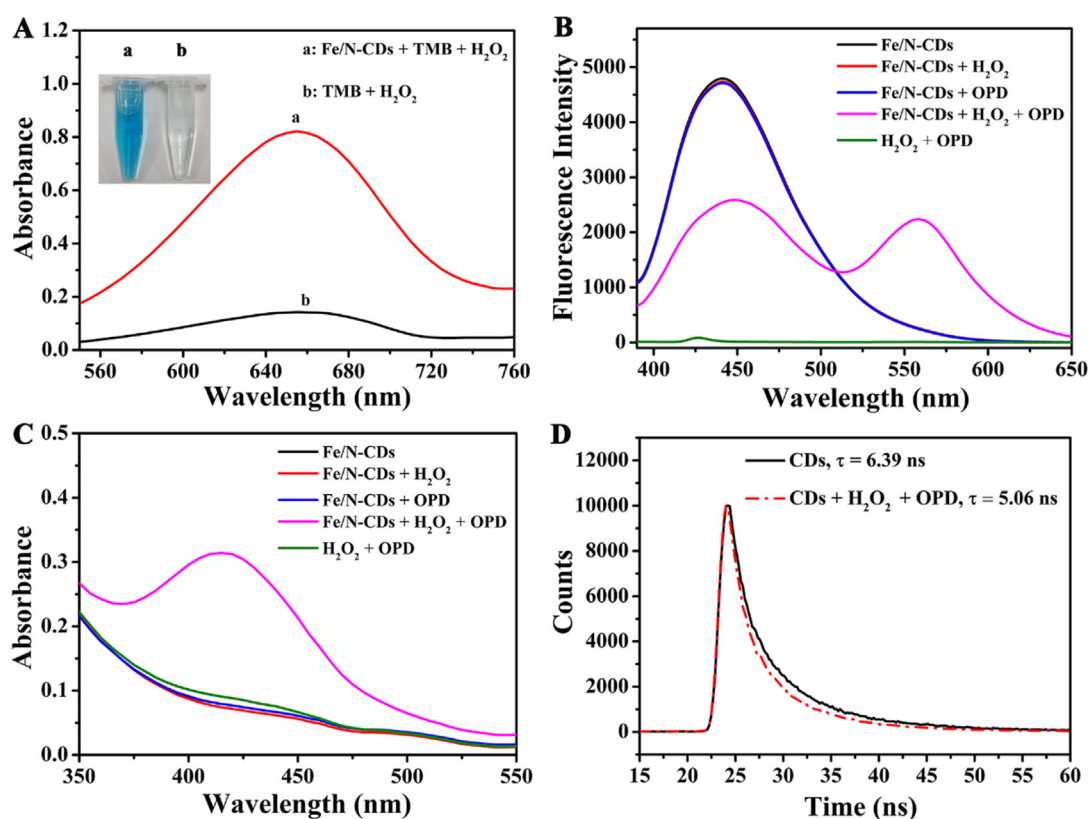 A
a b
a: Fe/N-CDs + TMB + H₂O₂
b: TMB + H₂O₂
a
b
1.2
1.0
0.8
0.6
0.4
0.2
0.0
Absorbance
560 600 640 680 720 760
Wavelength (nm)
B
Fe/N-CDs
Fe/N-CDs + H₂O₂
Fe/N-CDs + OPD
Fe/N-CDs + H₂O₂ + OPD
H₂O₂ + OPD
5000
4000
3000
2000
1000
0
Fluorescence Intensity
400 450 500 550 600 650
Wavelength (nm)
C
Fe/N-CDs
Fe/N-CDs + H₂O₂
Fe/N-CDs + OPD
Fe/N-CDs + H₂O₂ + OPD
H₂O₂ + OPD
0.5
0.4
0.3
0.2
0.1
0.0
Absorbance
350 400 450 500 550
Wavelength (nm)
D
CDs, τ = 6.39 ns
CDs + H₂O₂ + OPD, τ = 5.06 ns
12000
10000
8000
6000
4000
2000
0
Counts
15 20 25 30 35 40 45 50 55 60
Time (ns)